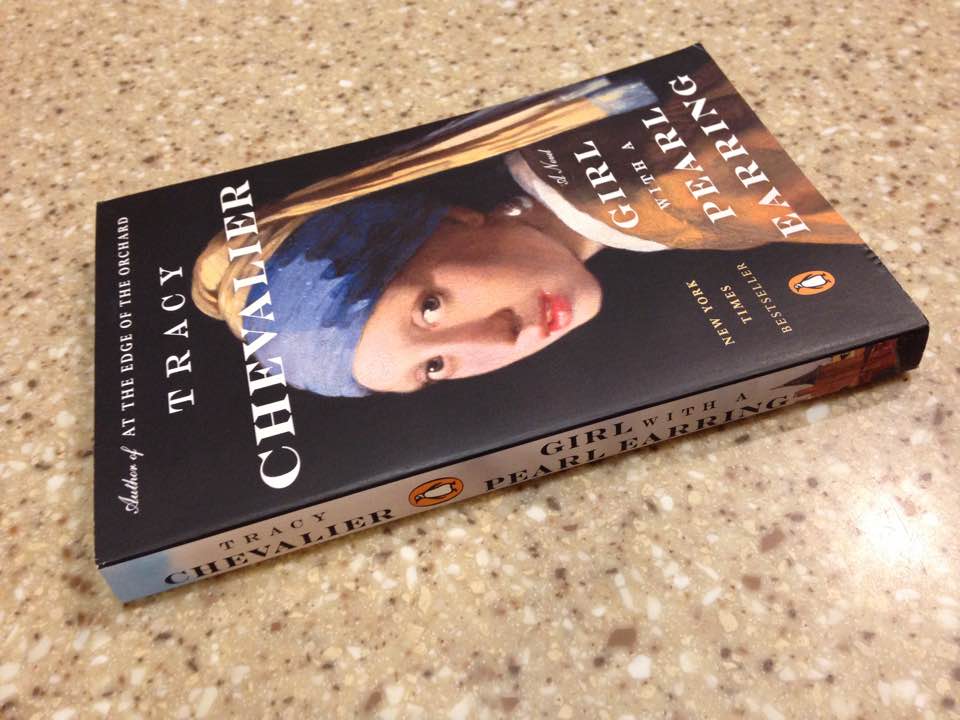 Author of AT THE EDGE OF THE ORCHARD
TRACY
CHEVALIER
GIRL
WITH A
PEARL
EARRING
A Novel
NEW YORK
TIMES
BESTSELLER
TRACY
CHEVALIER
GIRL WITH A
PEARL EARRING